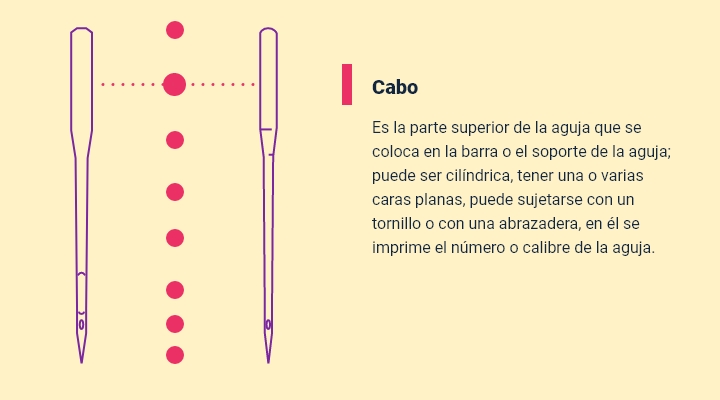 Cabo
Es la parte superior de la aguja que se
coloca en la barra o el soporte de la aguja;
puede ser cilíndrica, tener una o varias
caras planas, puede sujetarse con un
tornillo o con una abrazadera, en él se
imprime el número o calibre de la aguja.